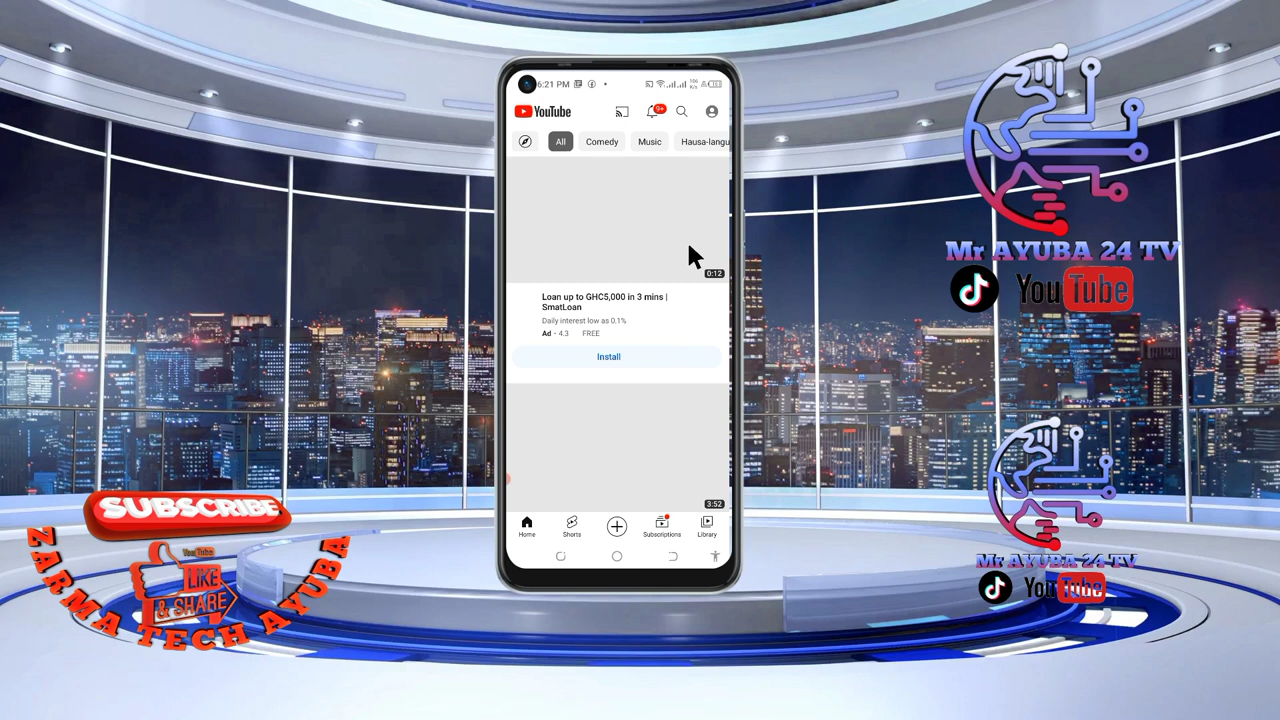 6:21 PM
YouTube
9+
All
Comedy
Music
Hausa-langu
0:12
Loan up to GHC5,000 in 3 mins |
SmatLoan
Daily interest low as 0.1%
Ad - 4.3 FREE
Install
3:52
Home
Shorts
Subscriptions
Library
Mr AYUBA 24 TV
YouTube
Mr AYUBA 24 TV
YouTube
SUBSCRIBE
YouTube
LIKE
& SHARE
ZARMA TECH AYUBA